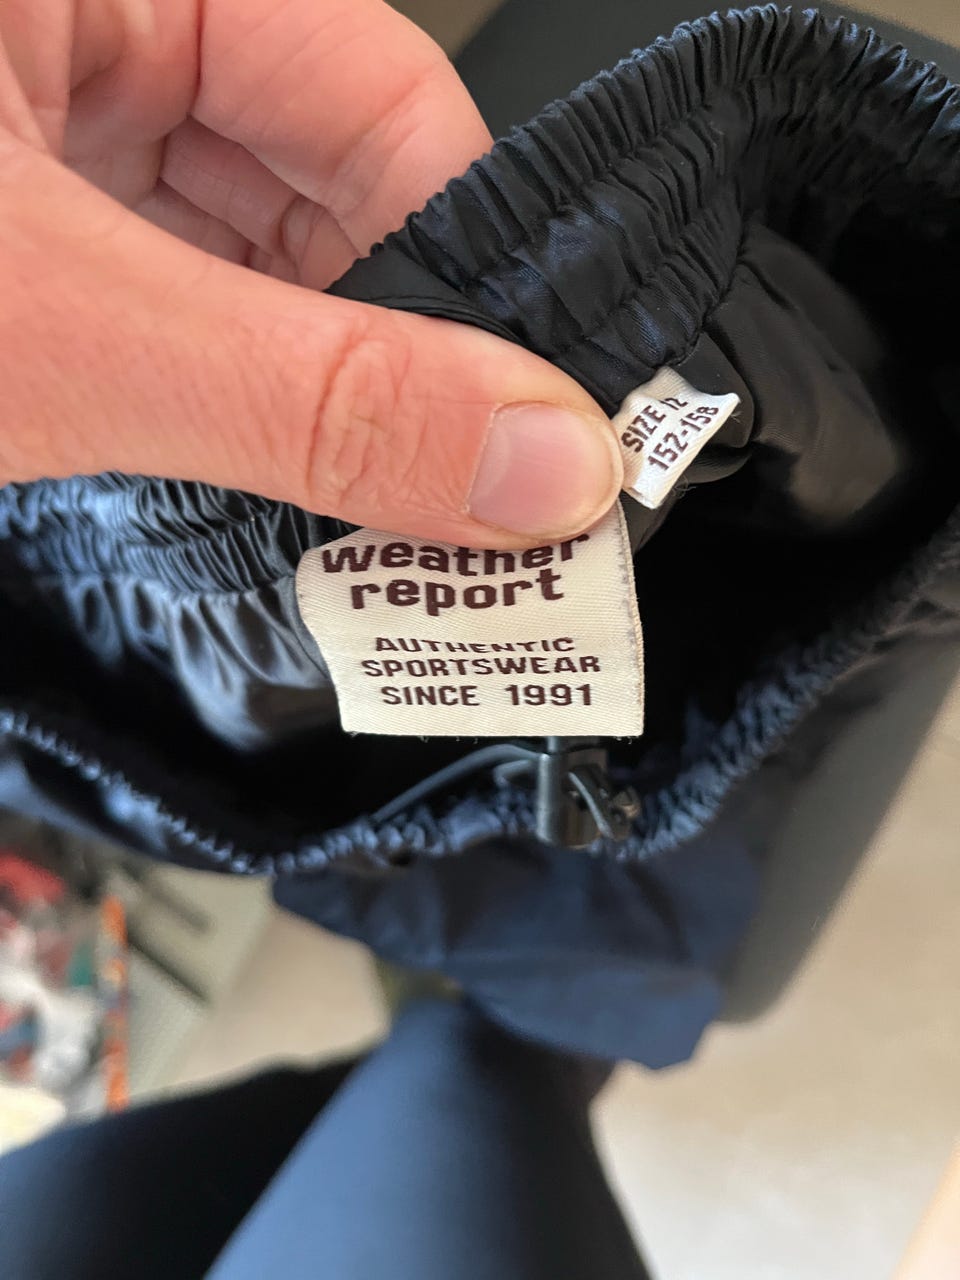 SIZE 12
152-158
weather
report
AUTHENTIC
SPORTSWEAR
SINCE 1991